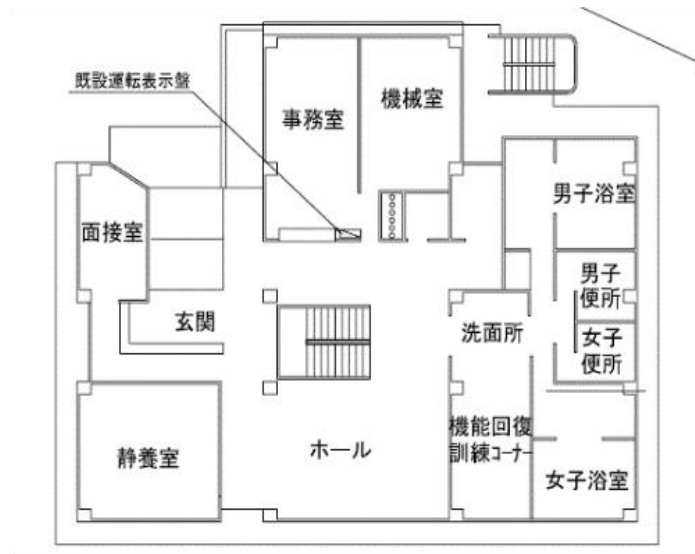 既設運転表示盤
事務室
機械室
男子浴室
面接室
男子
便所
玄関
洗面所
女子
便所
機能回復
訓練コーナー
ホール
静養室
女子浴室